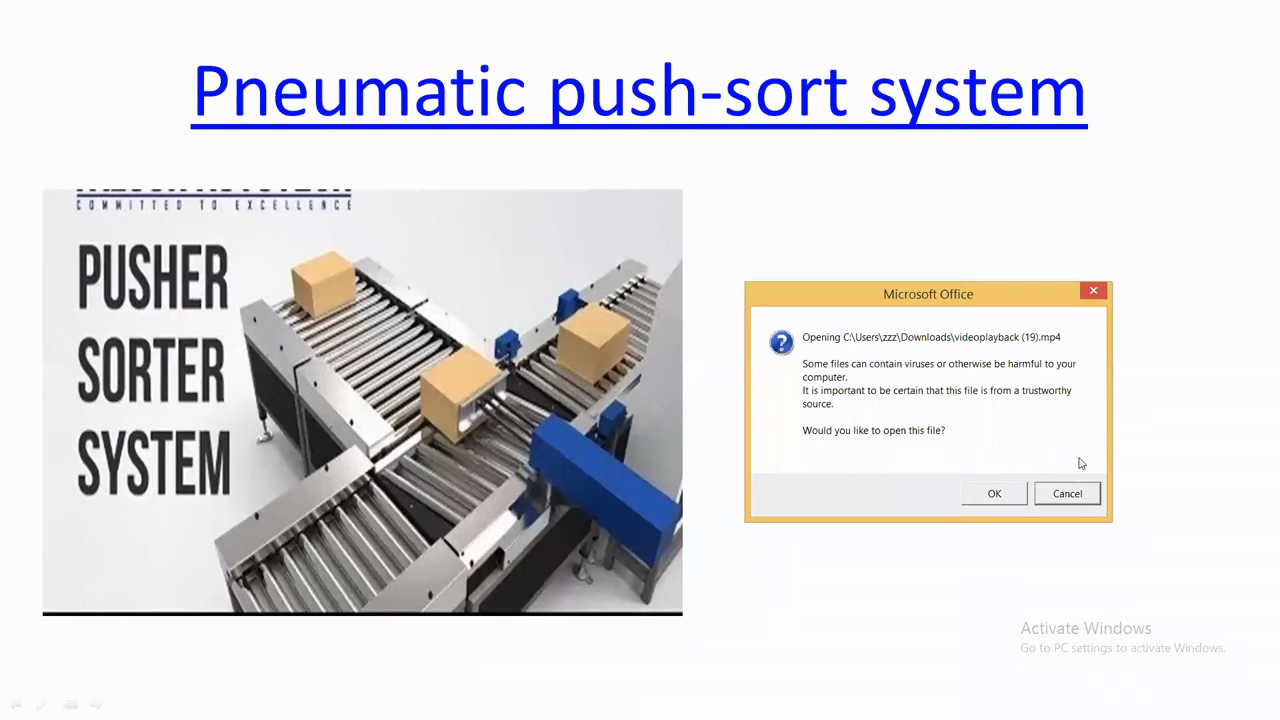 Pneumatic push-sort system
COMMITTED TO EXCELLENCE
PUSHER
SORTER
SYSTEM
Microsoft Office
Opening C:\Users\zzz\Downloads\videoplayback (19).mp4
Some files can contain viruses or otherwise be harmful to your
computer.
It is important to be certain that this file is from a trustworthy
source.
Would you like to open this file?
OK
Cancel
Activate Windows
Go to PC settings to activate Windows.